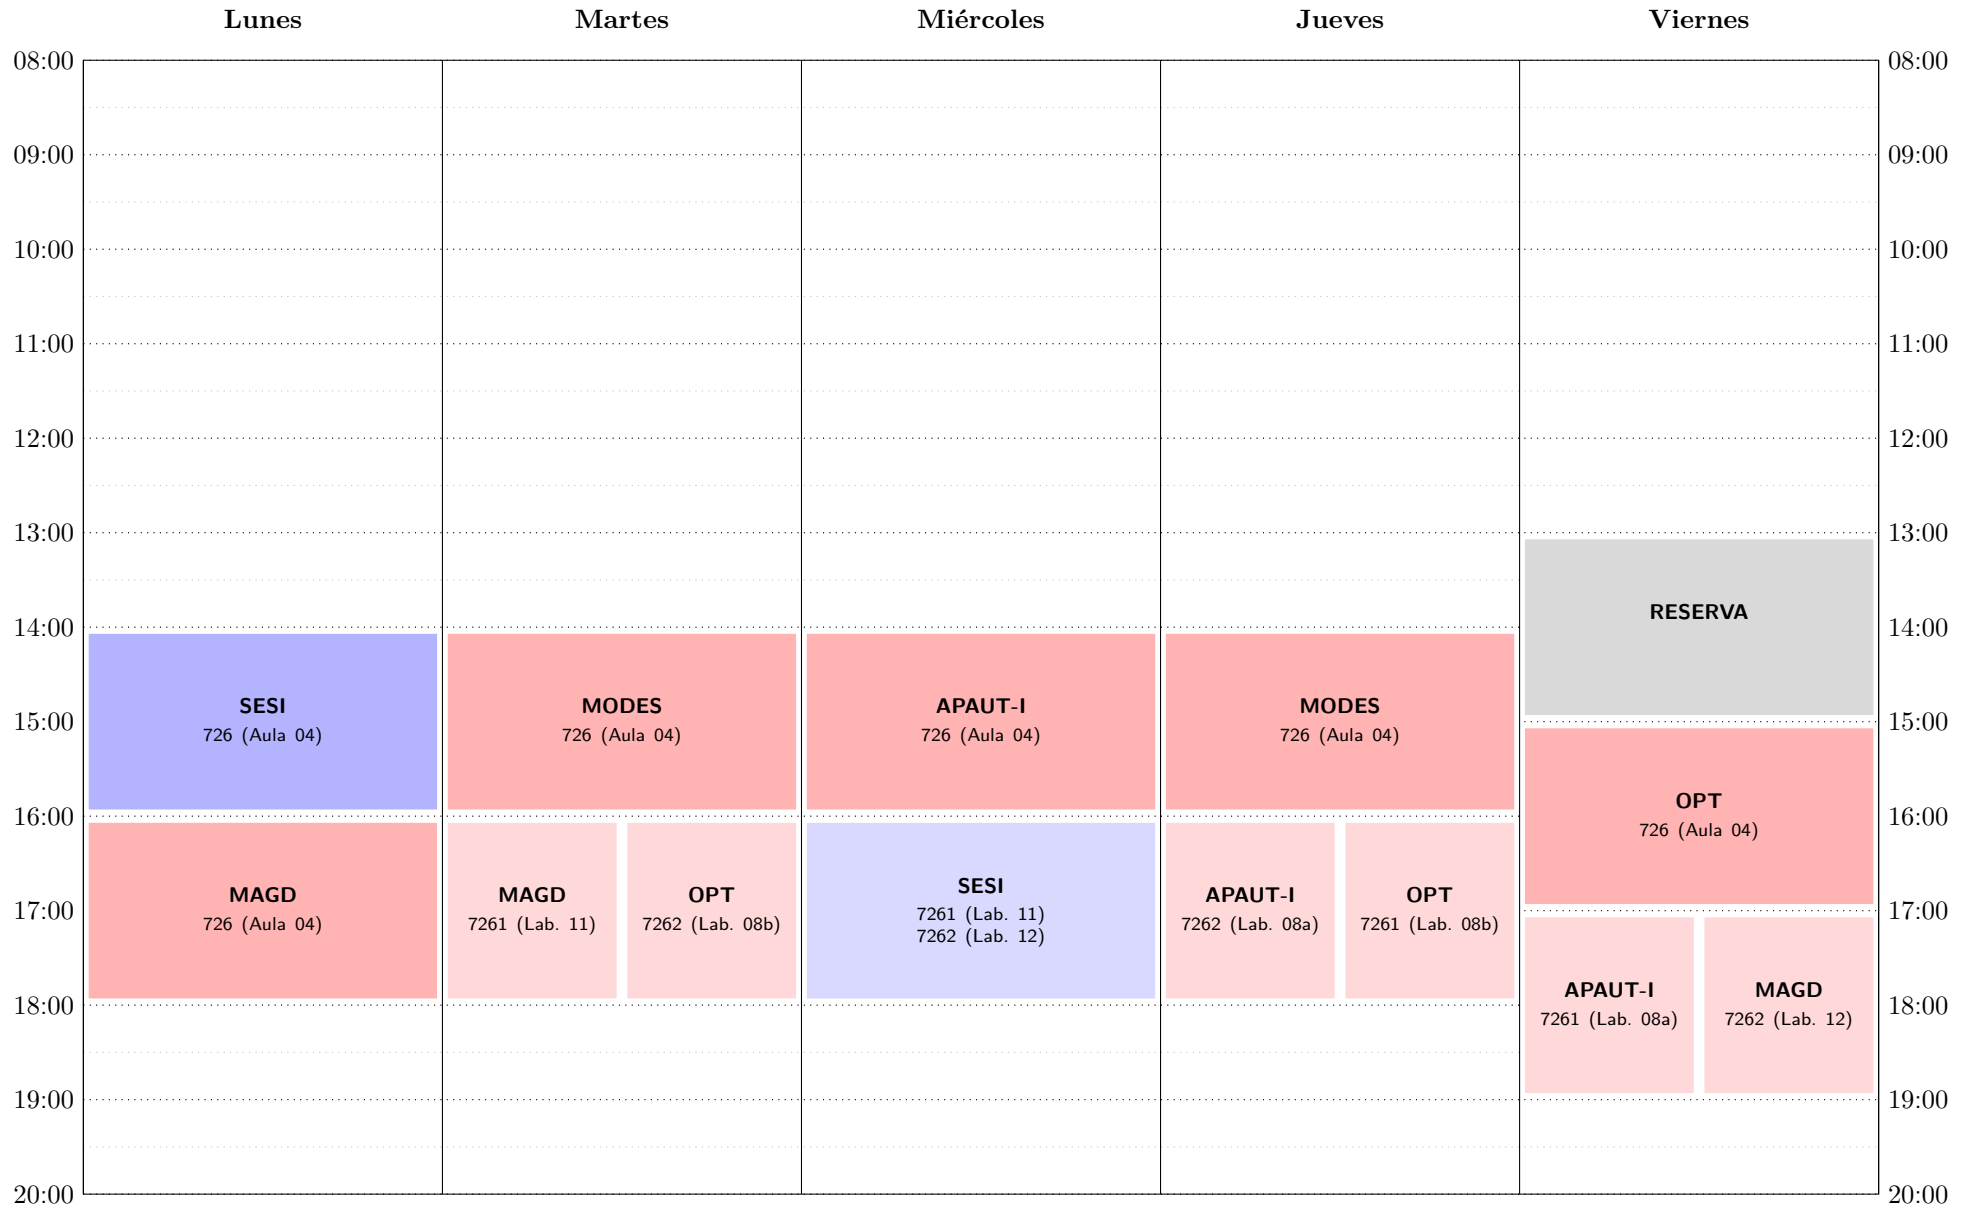 Lunes Martes Miércoles Jueves Viernes
08:00 08:00
09:00 09:00
10:00 10:00
11:00 11:00
12:00 12:00
13:00 13:00
RESERVA
14:00 14:00
SESI MODES APAUT-I MODES
15:00 15:00
726 (Aula 04) 726 (Aula 04) 726 (Aula 04) 726 (Aula 04)
OPT
16:00 16:00
726 (Aula 04)
SESI
MAGD MAGD OPT APAUT-I OPT
17:00 7261 (Lab. 11) 17:00
726 (Aula 04) 7261 (Lab. 11) 7262 (Lab. 08b) 7262 (Lab. 08a) 7261 (Lab. 08b)
7262 (Lab. 12)
APAUT-I MAGD
18:00 18:00
7261 (Lab. 08a) 7262 (Lab. 12)
19:00 19:00
20:00 20:00